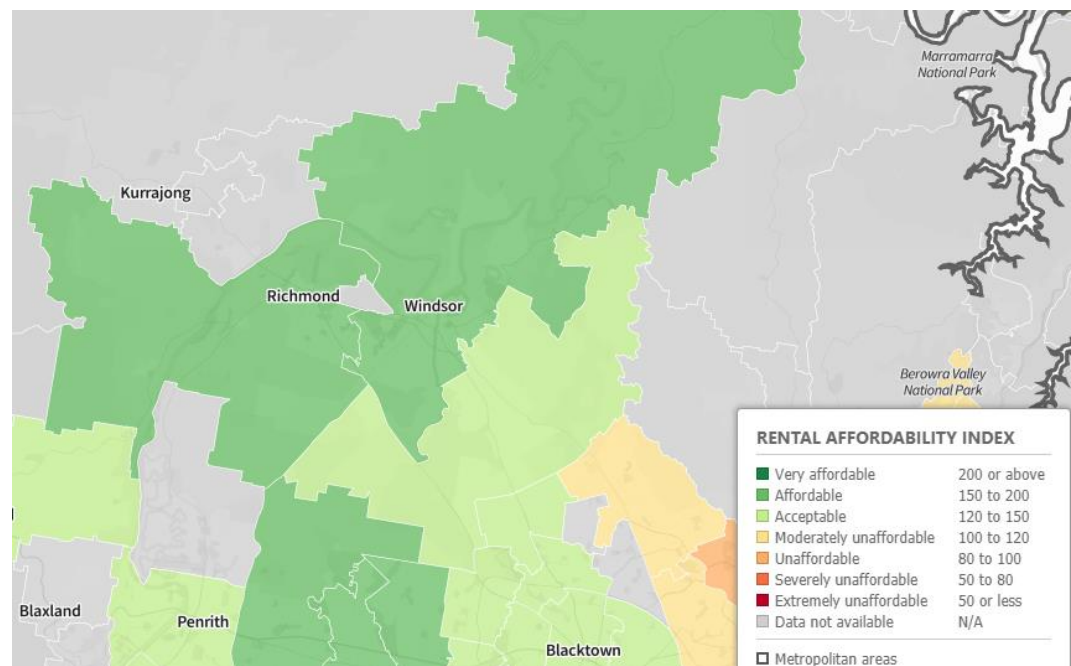 Marramarra
National Park
Kurrajong
Richmond
Windsor
Berowra Valley
National Park
RENTAL AFFORDABILITY INDEX
Very affordable 200 or above
Affordable 150 to 200
Acceptable 120 to 150
Moderately unaffordable 100 to 120
Unaffordable 80 to 100
Severely unaffordable 50 to 80
Extremely unaffordable 50 or less
Data not available N/A
Metropolitan areas
Blaxland
Penrith
Blacktown